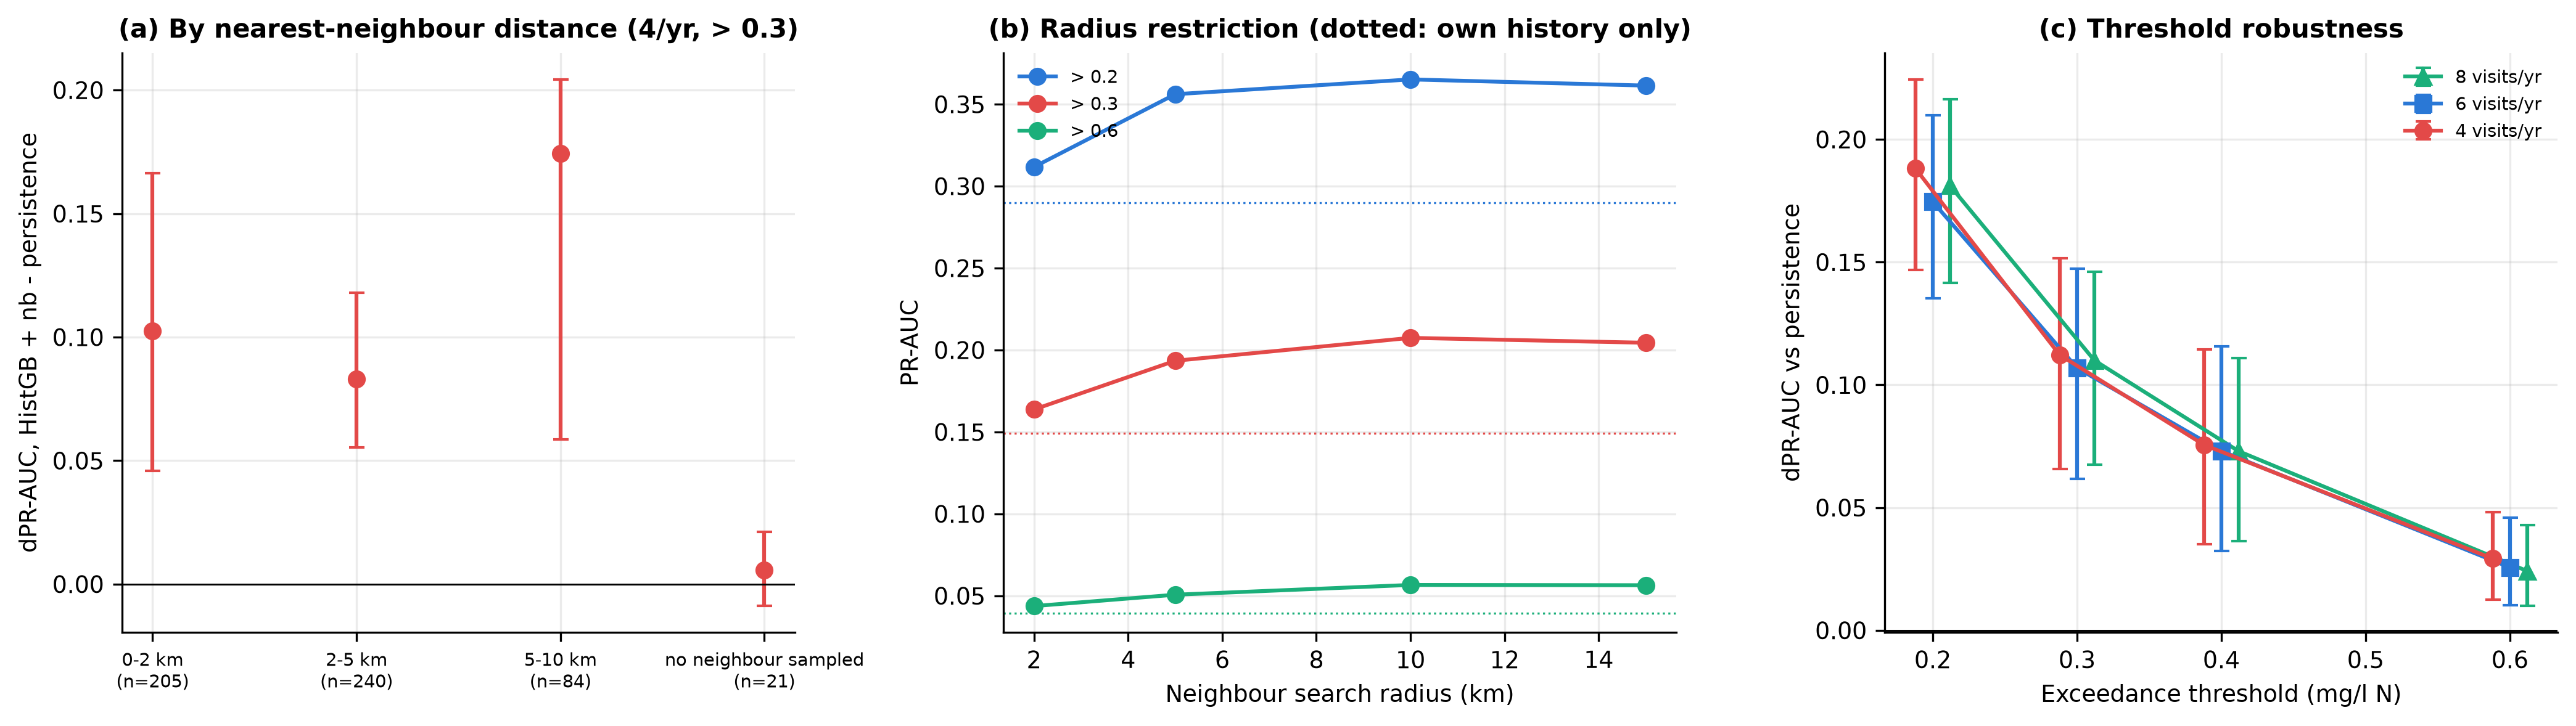 (a) By nearest-neighbour distance (4/yr, > 0.3)
dPR-AUC, HistGB + nb - persistence
0.20
0.15
0.10
0.05
0.00
0-2 km
(n=205)
2-5 km
(n=240)
5-10 km
(n=84)
no neighbour sampled
(n=21)
(b) Radius restriction (dotted: own history only)
> 0.2
> 0.3
> 0.6
PR-AUC
0.35
0.30
0.25
0.20
0.15
0.10
0.05
2
4
6
8
10
12
14
Neighbour search radius (km)
(c) Threshold robustness
8 visits/yr
6 visits/yr
4 visits/yr
dPR-AUC vs persistence
0.20
0.15
0.10
0.05
0.00
0.2
0.3
0.4
0.5
0.6
Exceedance threshold (mg/l N)